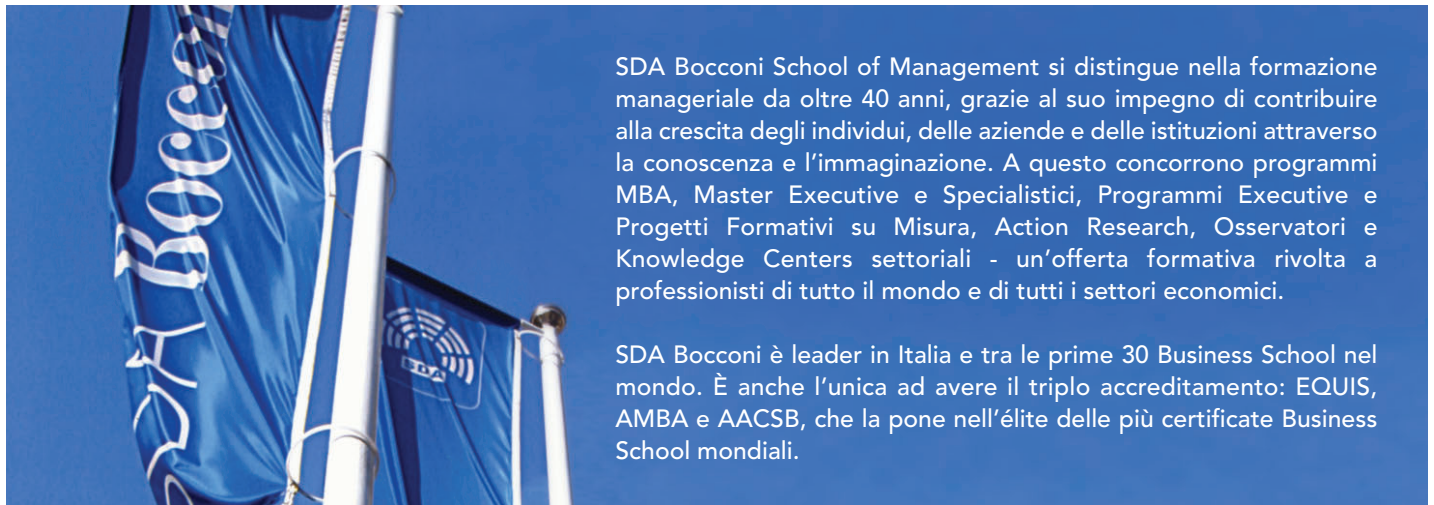 SDA Bocconi
SDA
SDA Bocconi School of Management si distingue nella formazione
manageriale da oltre 40 anni, grazie al suo impegno di contribuire
alla crescita degli individui, delle aziende e delle istituzioni attraverso
la conoscenza e l’immaginazione. A questo concorrono programmi
MBA, Master Executive e Specialistici, Programmi Executive e
Progetti Formativi su Misura, Action Research, Osservatori e
Knowledge Centers settoriali - un’offerta formativa rivolta a
professionisti di tutto il mondo e di tutti i settori economici.
SDA Bocconi è leader in Italia e tra le prime 30 Business School nel
mondo. È anche l’unica ad avere il triplo accreditamento: EQUIS,
AMBA e AACSB, che la pone nell’élite delle più certificate Business
School mondiali.